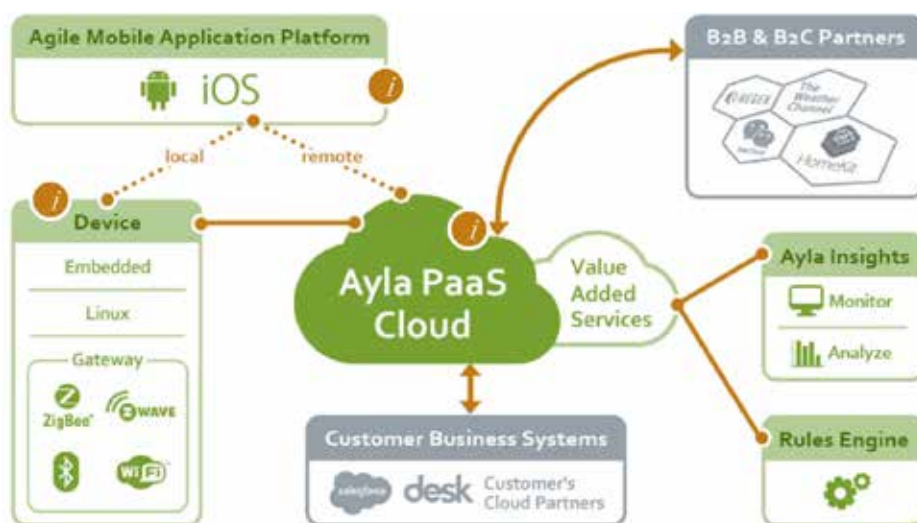 Agile Mobile Application Platform
iOS
i
local
remote
B2B & B2C Partners
The
Weather
Channel
HomeKit
i
Device
Embedded
Linux
Gateway
ZigBee
Z WAVE
WiFi
i
Ayla PaaS
Cloud
Value
Added
Services
Ayla Insights
Monitor
Analyze
Rules Engine
Customer Business Systems
salesforce
desk
Customer's
Cloud Partners